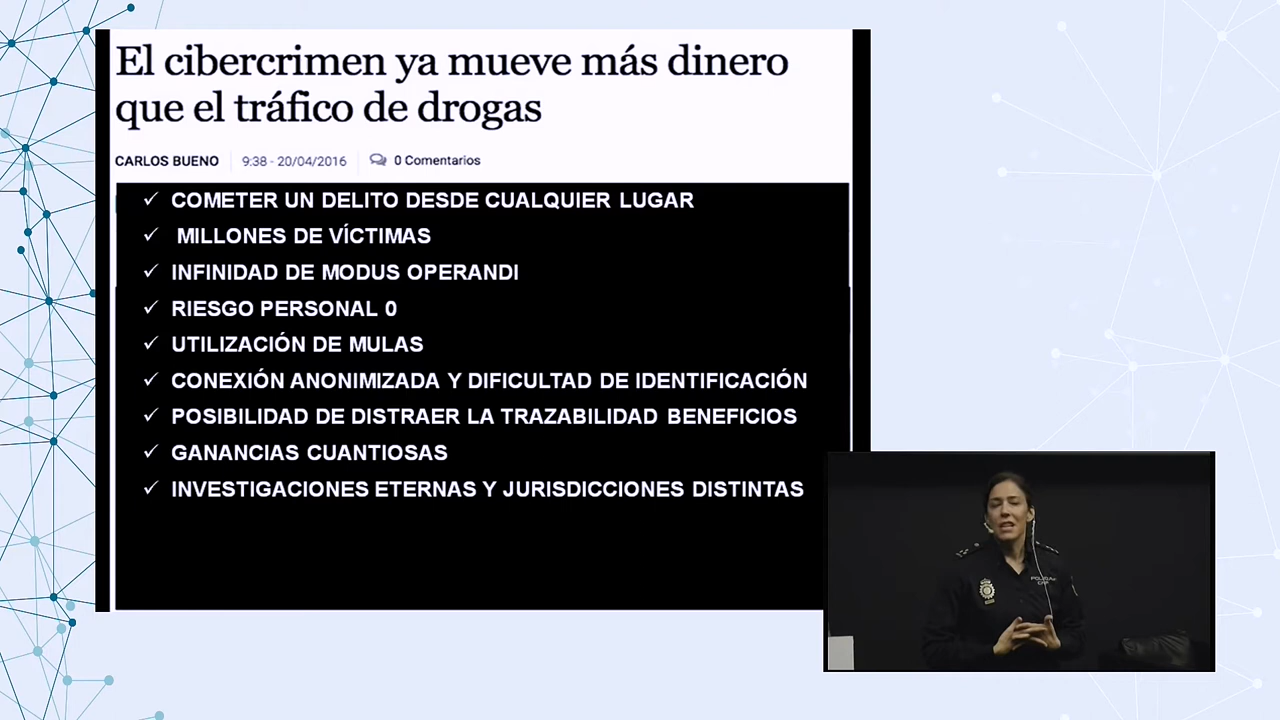 El cibercrimen ya mueve más dinero
que el tráfico de drogas
CARLOS BUENO 9:38 - 20/04/2016 0 Comentarios
✓ COMETER UN DELITO DESDE CUALQUIER LUGAR
✓ MILLONES DE VÍCTIMAS
✓ INFINIDAD DE MODUS OPERANDI
✓ RIESGO PERSONAL 0
✓ UTILIZACIÓN DE MULAS
✓ CONEXIÓN ANONIMIZADA Y DIFICULTAD DE IDENTIFICACIÓN
✓ POSIBILIDAD DE DISTRAER LA TRAZABILIDAD BENEFICIOS
✓ GANANCIAS CUANTIOSAS
✓ INVESTIGACIONES ETERNAS Y JURISDICCIONES DISTINTAS